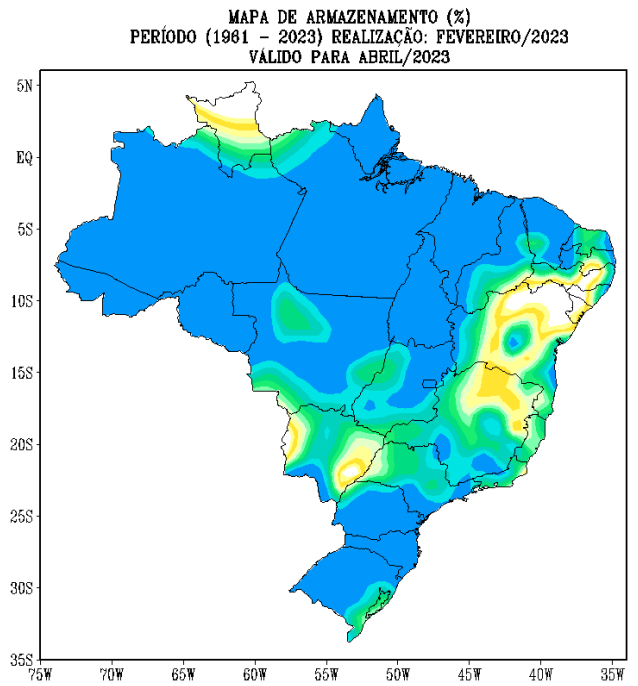 MAPA DE ARMAZENAMENTO (%)
PERÍODO (1961 - 2023) REALIZAÇÃO: FEVEREIRO/2023
VÁLIDO PARA ABRIL/2023
5N
EQ
5S
10S
15S
20S
25S
30S
35S
75W 70W 65W 60W 55W 50W 45W 40W 35W